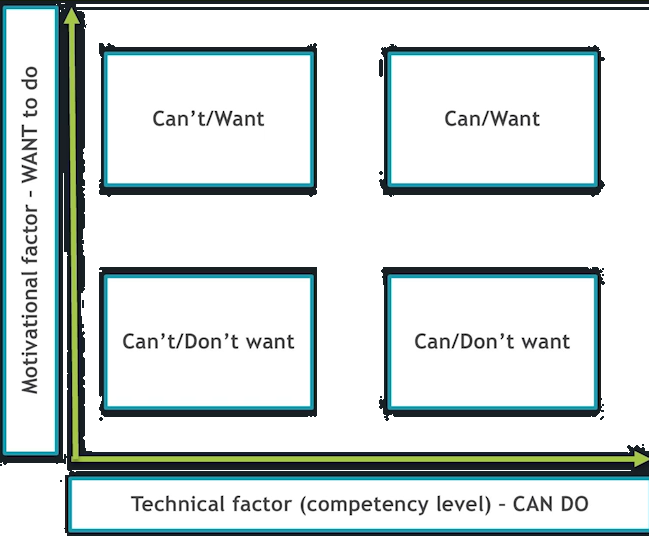 Motivational factor - WANT to do
Can’t/Want
Can/Want
Can’t/Don’t want
Can/Don’t want
Technical factor (competency level) - CAN DO